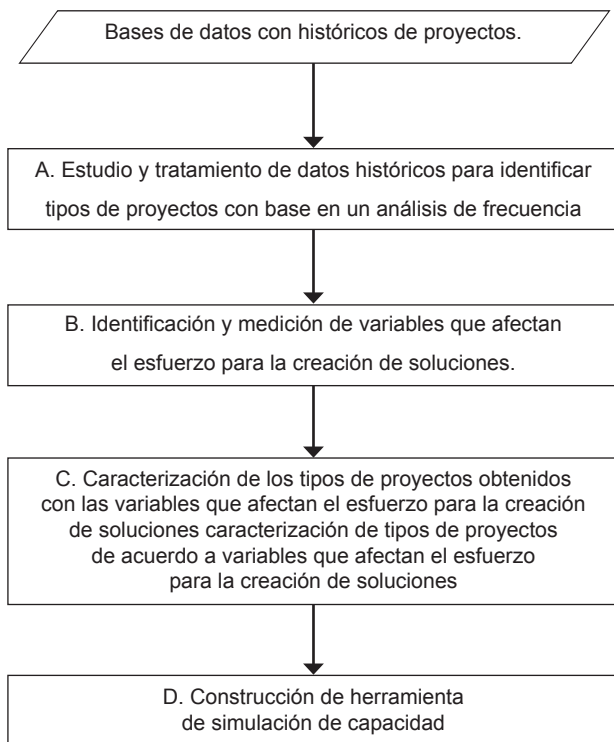 Bases de datos con históricos de proyectos.
A. Estudio y tratamiento de datos históricos para identificar
tipos de proyectos con base en un análisis de frecuencia
B. Identificación y medición de variables que afectan
el esfuerzo para la creación de soluciones.
C. Caracterización de los tipos de proyectos obtenidos
con las variables que afectan el esfuerzo para la creación
de soluciones caracterización de tipos de proyectos
de acuerdo a variables que afectan el esfuerzo
para la creación de soluciones
D. Construcción de herramienta
de simulación de capacidad